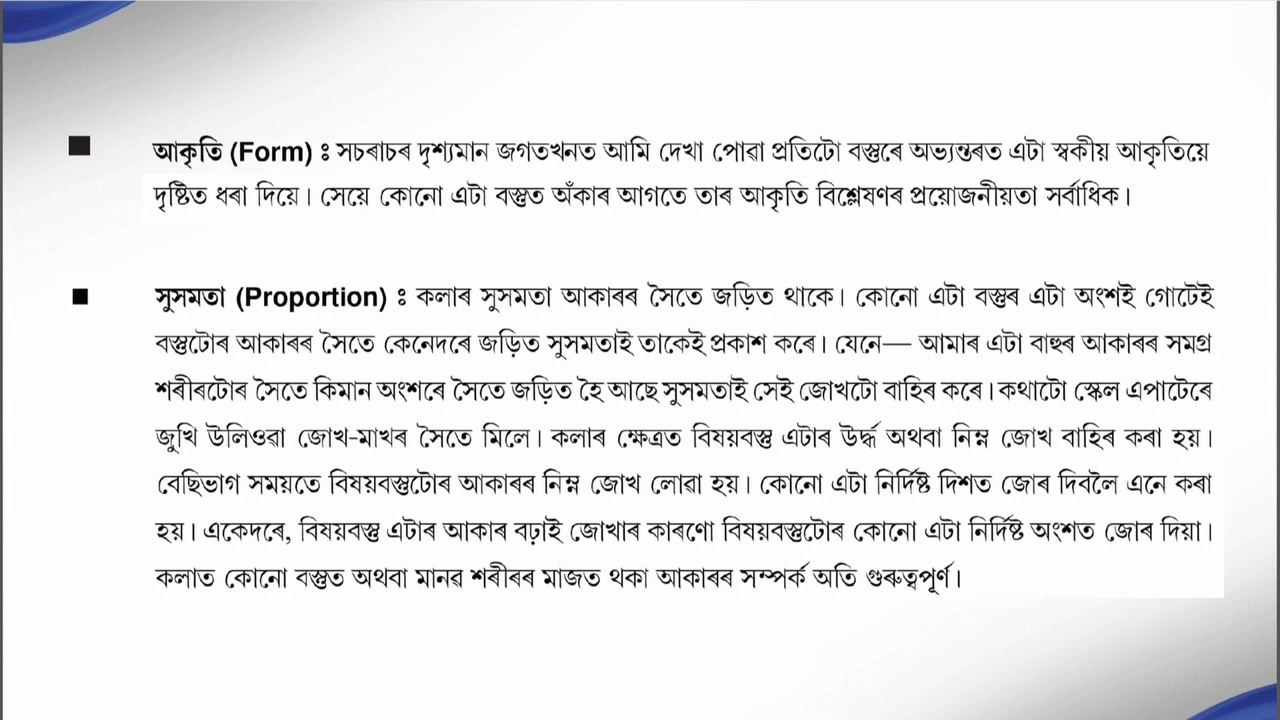 ■ আকৃতি (Form) ঃ সচৰাচৰ দৃশ্যমান জগতখনত আমি দেখা পোৱা প্ৰতিটো বস্তুৰে অভ্যন্তৰত এটা স্বকীয় আকৃতিয়ে
দৃষ্টিত ধৰা দিয়ে। সেয়ে কোনো এটা বস্তুত অঁকাৰ আগতে তাৰ আকৃতি বিশ্লেষণৰ প্ৰয়োজনীয়তা সৰ্বাধিক।
■ সুসমতা (Proportion) ঃ কলাৰ সুসমতা আকাৰৰ সৈতে জড়িত থাকে। কোনো এটা বস্তুৰ এটা অংশই গোটেই
বস্তুটোৰ আকাৰৰ সৈতে কেনেদৰে জড়িত সুসমতাই তাকেই প্ৰকাশ কৰে। যেনে— আমাৰ এটা বাহুৰ আকাৰৰ সমগ্ৰ
শৰীৰটোৰ সৈতে কিমান অংশৰে সৈতে জড়িত হৈ আছে সুসমতাই সেই জোখটো বাহিৰ কৰে। কথাটো স্কেল এপাটেৰে
জুখি উলিওৱা জোখ-মাখৰ সৈতে মিলে। কলাৰ ক্ষেত্ৰত বিষয়বস্তু এটাৰ উৰ্দ্ধ অথবা নিম্ন জোখ বাহিৰ কৰা হয়।
বেছিভাগ সময়তে বিষয়বস্তুটোৰ আকাৰৰ নিম্ন জোখ লোৱা হয়। কোনো এটা নিৰ্দিষ্ট দিশত জোৰ দিবলৈ এনে কৰা
হয়। একেদৰে, বিষয়বস্তু এটাৰ আকাৰ বঢ়াই জোখাৰ কাৰণো বিষয়বস্তুটোৰ কোনো এটা নিৰ্দিষ্ট অংশত জোৰ দিয়া।
কলাত কোনো বস্তুত অথবা মানৱ শৰীৰৰ মাজত থকা আকাৰৰ সম্পৰ্ক অতি গুৰুত্বপূৰ্ণ।